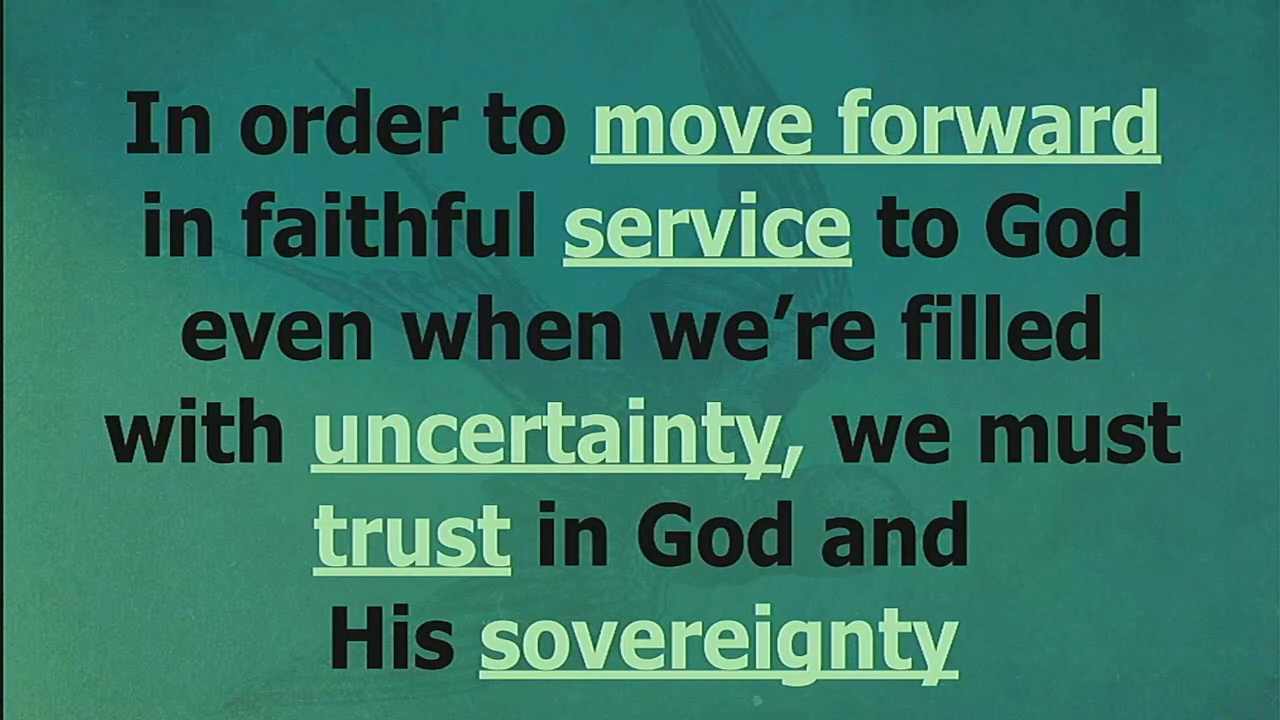 In order to move forward
in faithful service to God
even when we’re filled
with uncertainty, we must
trust in God and
His sovereignty